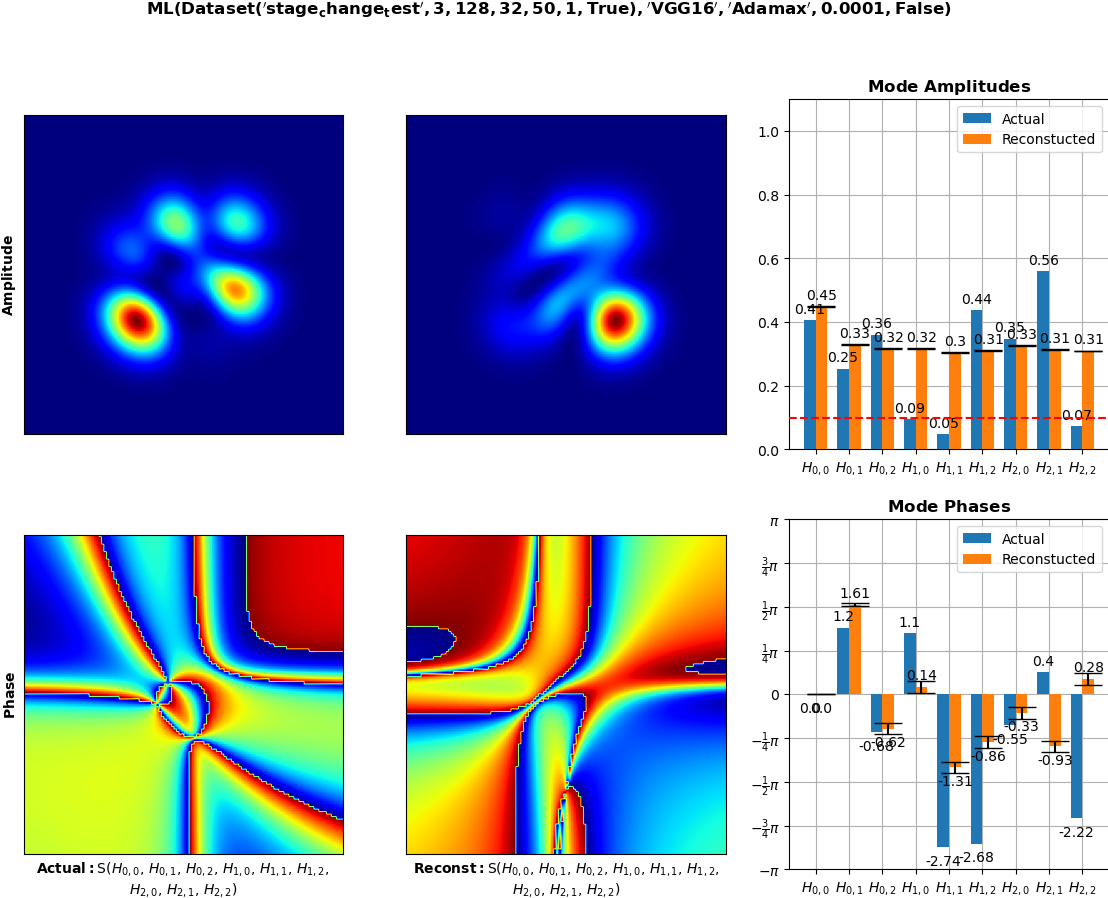 ML(Dataset('stage_change_test', 3, 128, 32, 50, 1, True), 'VGG16', 'Adamax', 0.0001, False)
Amplitude
Mode Amplitudes
Actual
Reconstucted
1.0
0.8
0.6
0.4
0.2
0.0
0.41
0.45
0.25
0.33
0.36
0.32
0.09
0.32
0.05
0.3
0.44
0.31
0.35
0.33
0.56
0.31
0.07
0.31
H0,0 H0,1 H0,2 H1,0 H1,1 H1,2 H2,0 H2,1 H2,2
Phase
Actual: S(H0,0, H0,1, H0,2, H1,0, H1,1, H1,2,
H2,0, H2,1, H2,2)
Reconst: S(H0,0, H0,1, H0,2, H1,0, H1,1, H1,2,
H2,0, H2,1, H2,2)
Mode Phases
Actual
Reconstucted
π
3/4π
1/2π
1/4π
0
−1/4π
−1/2π
−3/4π
−π
0.0
0.0
1.2
1.61
-0.68
-0.62
1.1
0.14
-2.74
-1.31
-2.68
-0.86
-0.55
-0.33
0.4
-0.93
-2.22
0.28
H0,0 H0,1 H0,2 H1,0 H1,1 H1,2 H2,0 H2,1 H2,2